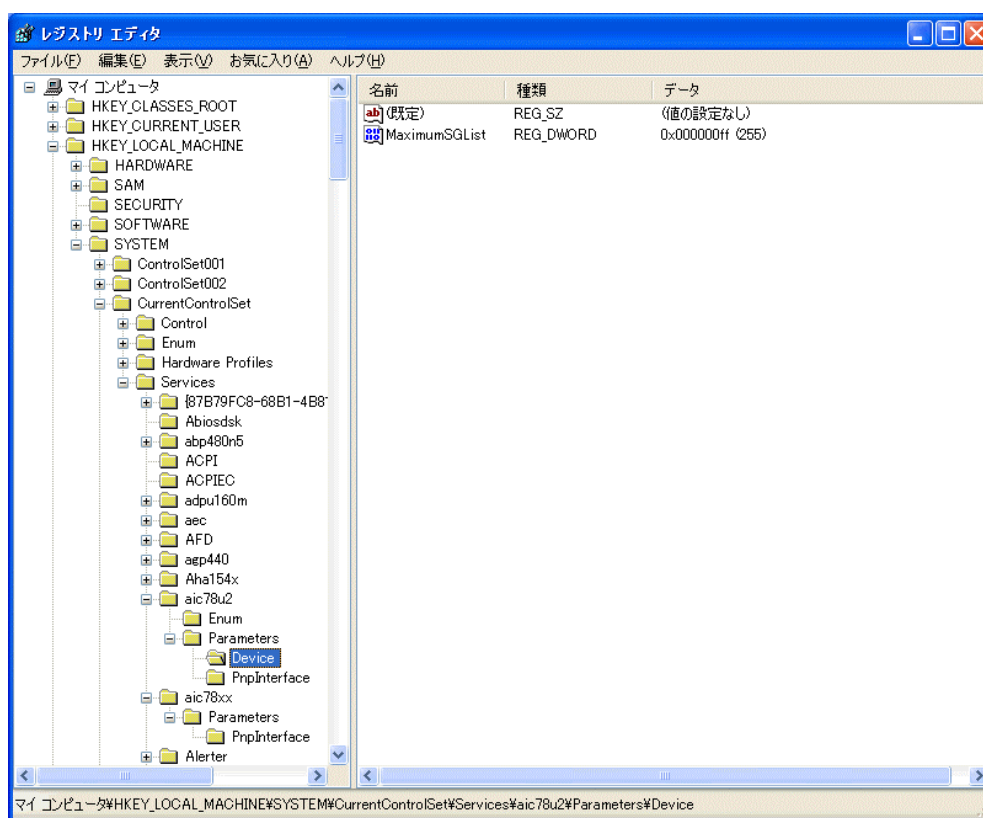 レジストリ エディタ
ファイル(F) 編集(E) 表示(V) お気に入り(A) ヘルプ(H)
マイ コンピュータ
HKEY_CLASSES_ROOT
HKEY_CURRENT_USER
HKEY_LOCAL_MACHINE
HARDWARE
SAM
SECURITY
SOFTWARE
SYSTEM
ControlSet001
ControlSet002
CurrentControlSet
Control
Enum
Hardware Profiles
Services
{87B79FC8-68B1-4B8
Abiosdsk
abp480n5
ACPI
ACPIEC
adpu160m
aec
AFD
agp440
Aha154x
aic78u2
Enum
Parameters
Device
PnpInterface
aic78xx
Parameters
PnpInterface
Alerter
名前 種類 データ
(既定) REG_SZ (値の設定なし)
MaximumSGList REG_DWORD 0x000000ff (255)
マイ コンピュータ¥HKEY_LOCAL_MACHINE¥SYSTEM¥CurrentControlSet¥Services¥aic78u2¥Parameters¥Device